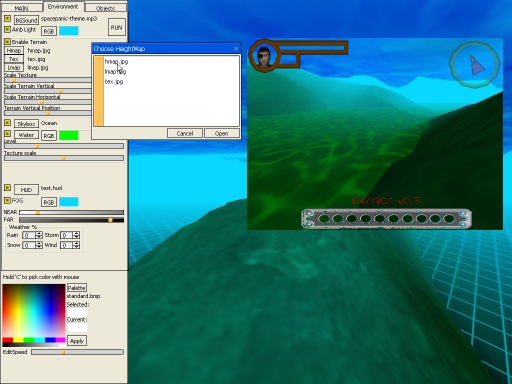 MAIN
Environment
Objects
BGSound
spacepanic-theme.mp3
RUN
Amb Light
RGB
Enable Terrain
Hmap
hmap.jpg
Tex
tex.jpg
Lmap
lmap.jpg
Scale Texture
Scale Terrain Vertical
Scale Terrain Horizontal
Terrain Vertical Position
Skybox
Ocean
Water
RGB
Level
Texture scale
HUD
test.hud
FOG
RGB
NEAR
FAR
Weather %
Rain 0 Storm 0
Snow 0 Wind 0
Hold 'C' to pick color with mouse
Palette
standard.bmp
Selected:
Current:
Apply
EditSpeed
Choose HeightMap
hmap.jpg
lmap.jpg
tex.jpg
Cancel
Open